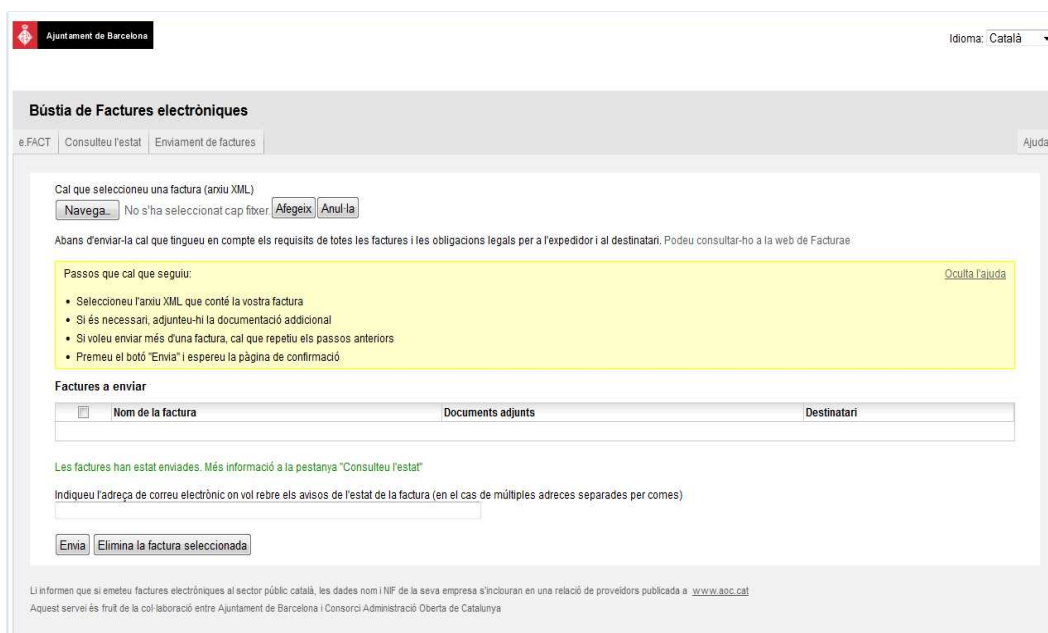 Ajuntament de Barcelona
Idioma: Català
Bústia de Factures electròniques
e.FACT Consulteu l'estat Enviament de factures Ajuda
Cal que seleccioneu una factura (arxiu XML)
Navega... No s'ha seleccionat cap fitxer. Afegeix Anul·la
Abans d'enviar-la cal que tingueu en compte els requisits de totes les factures i les obligacions legals per a l'expedidor i al destinatari. Podeu consultar-ho a la web de Facturae
Passos que cal que seguiu: Oculta l'ajuda
• Seleccioneu l'arxiu XML que conté la vostra factura
• Si és necessari, adjunteu-hi la documentació addicional
• Si voleu enviar més d'una factura, cal que repetiu els passos anteriors
• Premeu el botó "Envia" i espereu la pàgina de confirmació
Factures a enviar
Nom de la factura Documents adjunts Destinatari
Les factures han estat enviades. Més informació a la pestanya "Consulteu l'estat"
Indiqueu l'adreça de correu electrònic on vol rebre els avisos de l'estat de la factura (en el cas de múltiples adreces separades per comes)
Envia Elimina la factura seleccionada
Li informen que si emeteu factures electròniques al sector públic català, les dades nom i NIF de la seva empresa s'inclouran en una relació de proveïdors publicada a www.aoc.cat
Aquest servei és fruit de la col·laboració entre Ajuntament de Barcelona i Consorci Administració Oberta de Catalunya